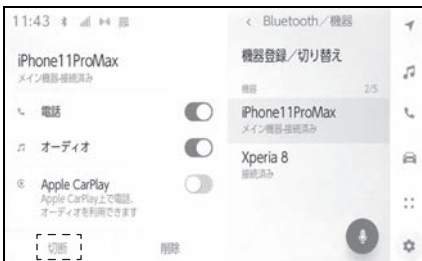 11:43
iPhone11ProMax
メイン機器-接続済み
電話
オーディオ
Apple CarPlay
Apple CarPlay上で電話、
オーディオを利用できます
切断
削除
< Bluetooth／機器
機器登録／切り替え
機器 2/5
iPhone11ProMax
メイン機器-接続済み
Xperia 8
接続済み